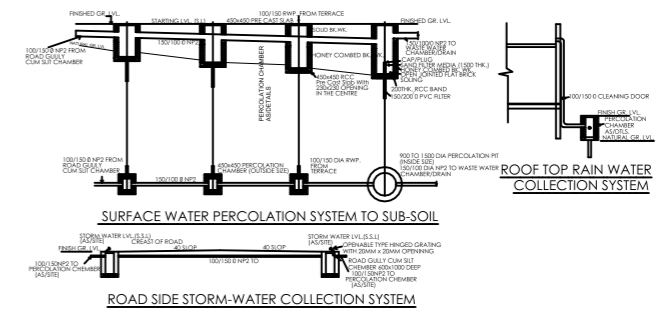 100/150 RWP FROM TERRACE
FINISHED GR. LVL.
STARTING LVL. (S.L)
450x450 PRE CAST SLAB
FINISHED GR. LVL.
SOLID BK.WK.
150/100 Ø NP2
100/150 Ø NP2 FROM
ROAD GULLY
CUM SLIT CHAMBER
PERCOLATION CHAMBER
AS/DETAILS
HONEY COMBED BK.WK.
150/100 Ø NP2 TO
WASTE WATER
CHAMBER/DRAIN
CAP/PLUG
SAND FILTER MEDIA (1500 THK.)
HONEY COMBED BK. WK.
OPEN JOINTED FLAT BRICK
SOLING
450x450 RCC
Pre Cast Slab With
230x230 OPENING
IN THE CENTRE
200THK. RCC BAND
150/200 Ø PVC FILTER
100/150 Ø NP2 FROM
ROAD GULLY
CUM SLIT CHAMBER
150/100 Ø NP2
450x450 PERCOLATION
CHAMBER (OUTSIDE SIZE)
100/150 DIA RWP.
FROM
TERRACE
900 TO 1500 DIA PERCOLATION PIT
(INSIDE SIZE)
150/100 DIA NP2 TO WASTE WATER
CHAMBER/DRAIN
SURFACE WATER PERCOLATION SYSTEM TO SUB-SOIL
100/150 Ø CLEANING DOOR
FINISH GR. LVL.
PERCOLATION
CHAMBER
AS/DTLS.
NATURAL GR. LVL.
ROOF TOP RAIN WATER
COLLECTION SYSTEM
STORM WATER LVL.(S.S.L)
(AS/SITE)
FINISH GR. LVL.
CREAST OF ROAD
40 SLOP
40 SLOP
STORM WATER LVL.(S.S.L)
(AS/SITE)
OPENABLE TYPE HINGED GRATING
WITH 20MM x 20MM OPENINNG
100/150NP2 TO
PERCOLATION CHEMBER
(AS/SITE)
100/150 Ø NP2 TO
ROAD GULLY CUM SILT
CHEMBER 600x1000 DEEP
100/150NP2 TO
PERCOLATION CHEMBER
(AS/SITE)
ROAD SIDE STORM-WATER COLLECTION SYSTEM